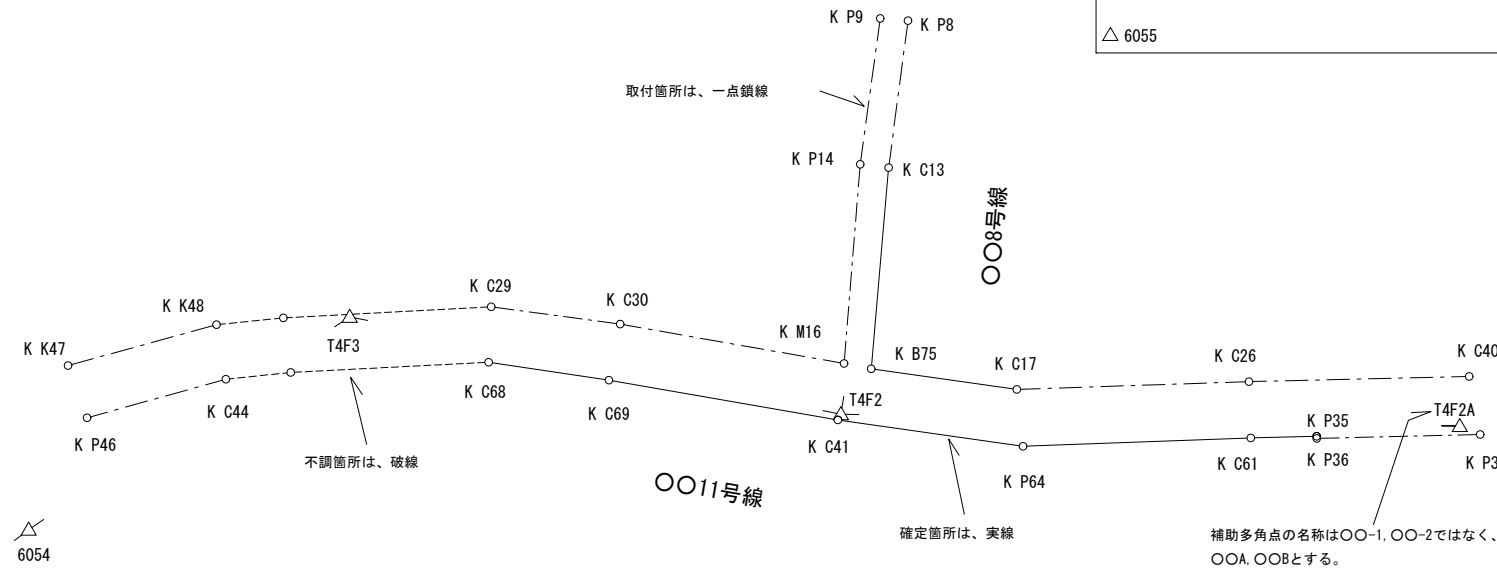 K P9
K P8
△ 6055
取付箇所は、一点鎖線
K P14
K C13
○○8号線
K C29
K K48
K C30
K M16
T4F3
K K47
K B75
K C17
K C26
K C40
K C44
K C68
K C69
T4F2
T4F2A
K P46
K C41
K P35
K C61
K P36
K P3
不調箇所は、破線
K P64
○○11号線
確定箇所は、実線
補助多角点の名称は○○-1,○○-2ではなく、
○○A,○○Bとする。
6054